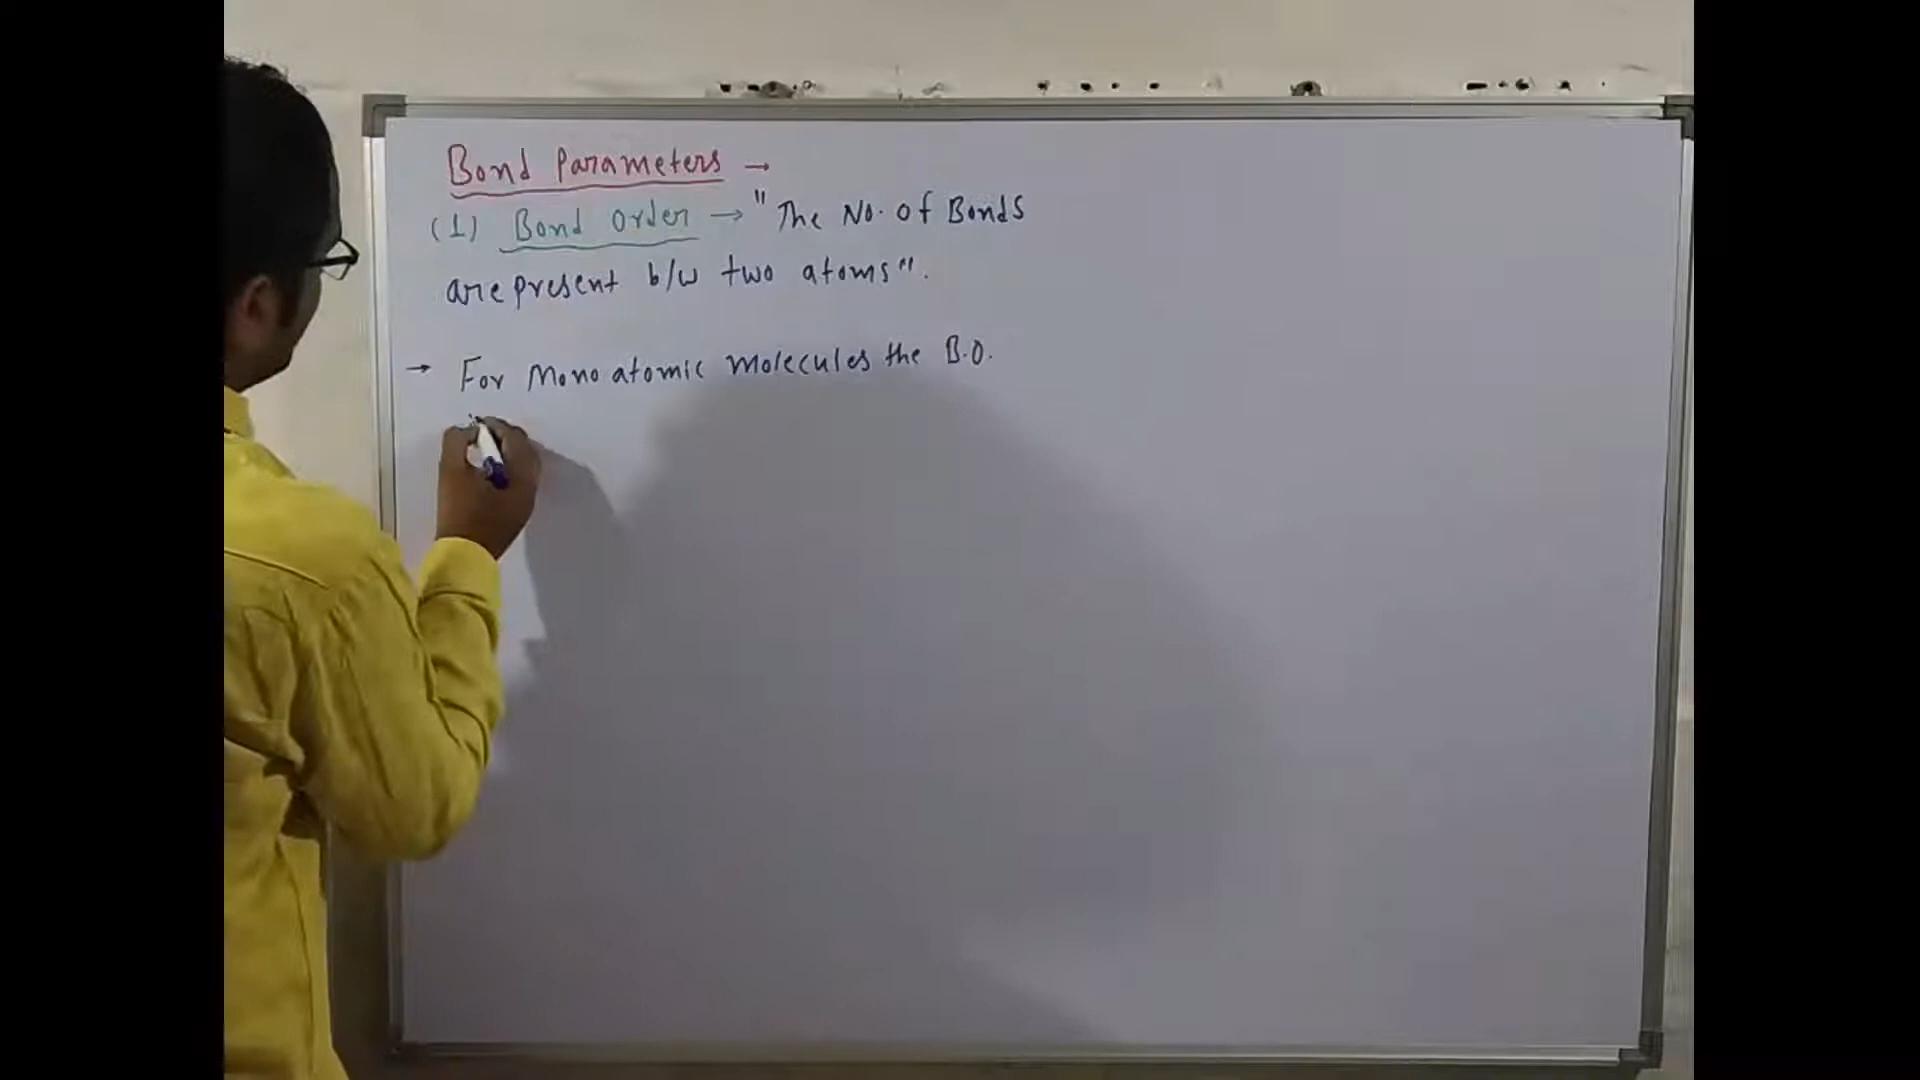 Bond Parameters →
(1) Bond Order → "The No. of Bonds
are present b/w two atoms".
→ For Mono atomic molecules the B.O.